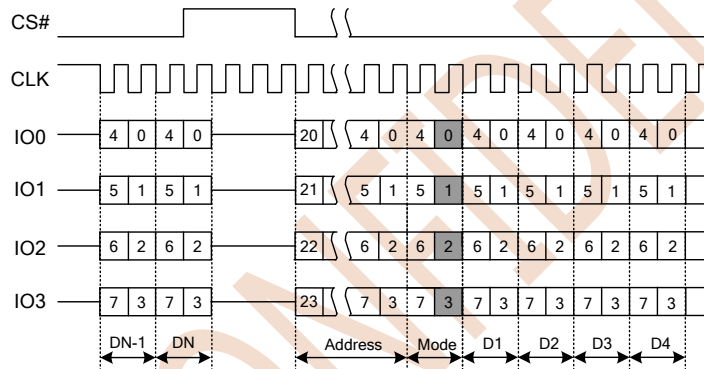 CS#
CLK
IO0 4 0 4 0 20 4 0 4 0 4 0 4 0 4 0 4 0
IO1 5 1 5 1 21 5 1 5 1 5 1 5 1 5 1 5 1
IO2 6 2 6 2 22 6 2 6 2 6 2 6 2 6 2 6 2
IO3 7 3 7 3 23 7 3 7 3 7 3 7 3 7 3 7 3
DN-1 DN Address Mode D1 D2 D3 D4